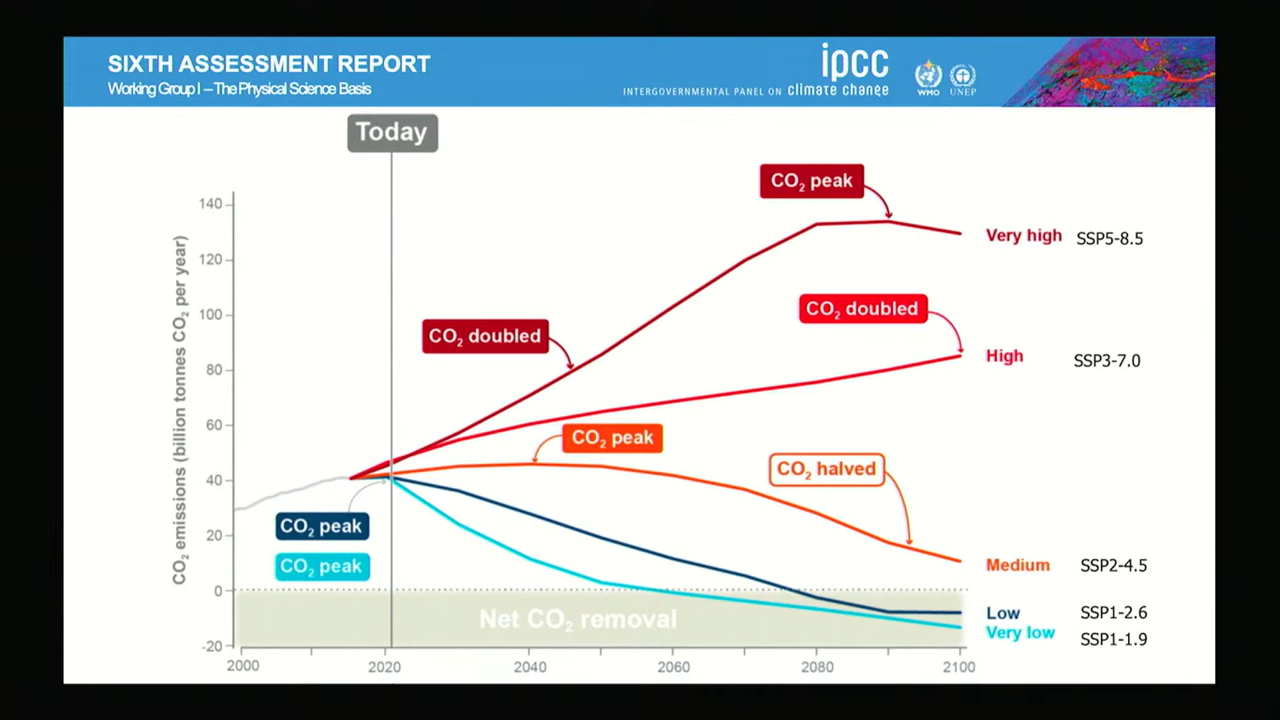 SIXTH ASSESSMENT REPORT
Working Group I – The Physical Science Basis
INTERGOVERNMENTAL PANEL ON
ipcc
climate change
WMO
UNEP
Today
CO₂ emissions (billion tonnes CO₂ per year)
140
120
100
80
60
40
20
0
-20
CO₂ peak
CO₂ doubled
CO₂ doubled
CO₂ peak
CO₂ halved
CO₂ peak
CO₂ peak
Net CO₂ removal
Very high SSP5-8.5
High SSP3-7.0
Medium SSP2-4.5
Low SSP1-2.6
Very low SSP1-1.9
2000 2020 2040 2060 2080 2100